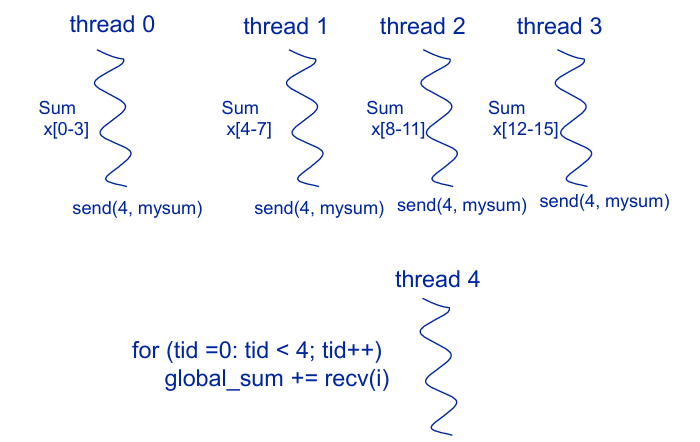 thread 0
thread 1
thread 2
thread 3
Sum
x[0-3]
Sum
x[4-7]
Sum
x[8-11]
Sum
x[12-15]
send(4, mysum)
send(4, mysum)
send(4, mysum)
send(4, mysum)
thread 4
for (tid =0: tid < 4; tid++)
global_sum += recv(i)